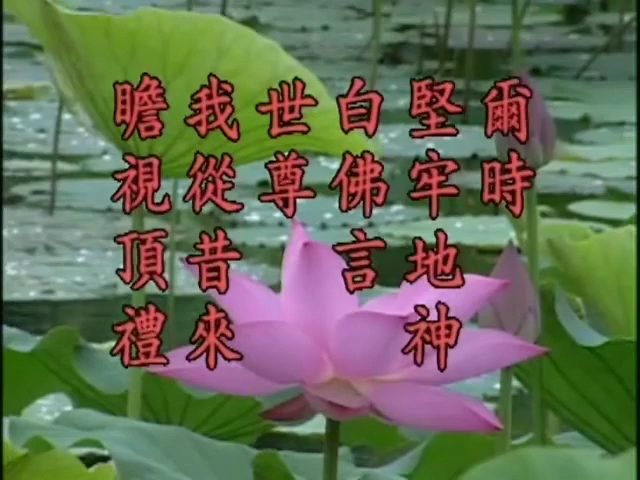 爾時
堅牢地神
白佛言
世尊
我從昔來
瞻視頂禮